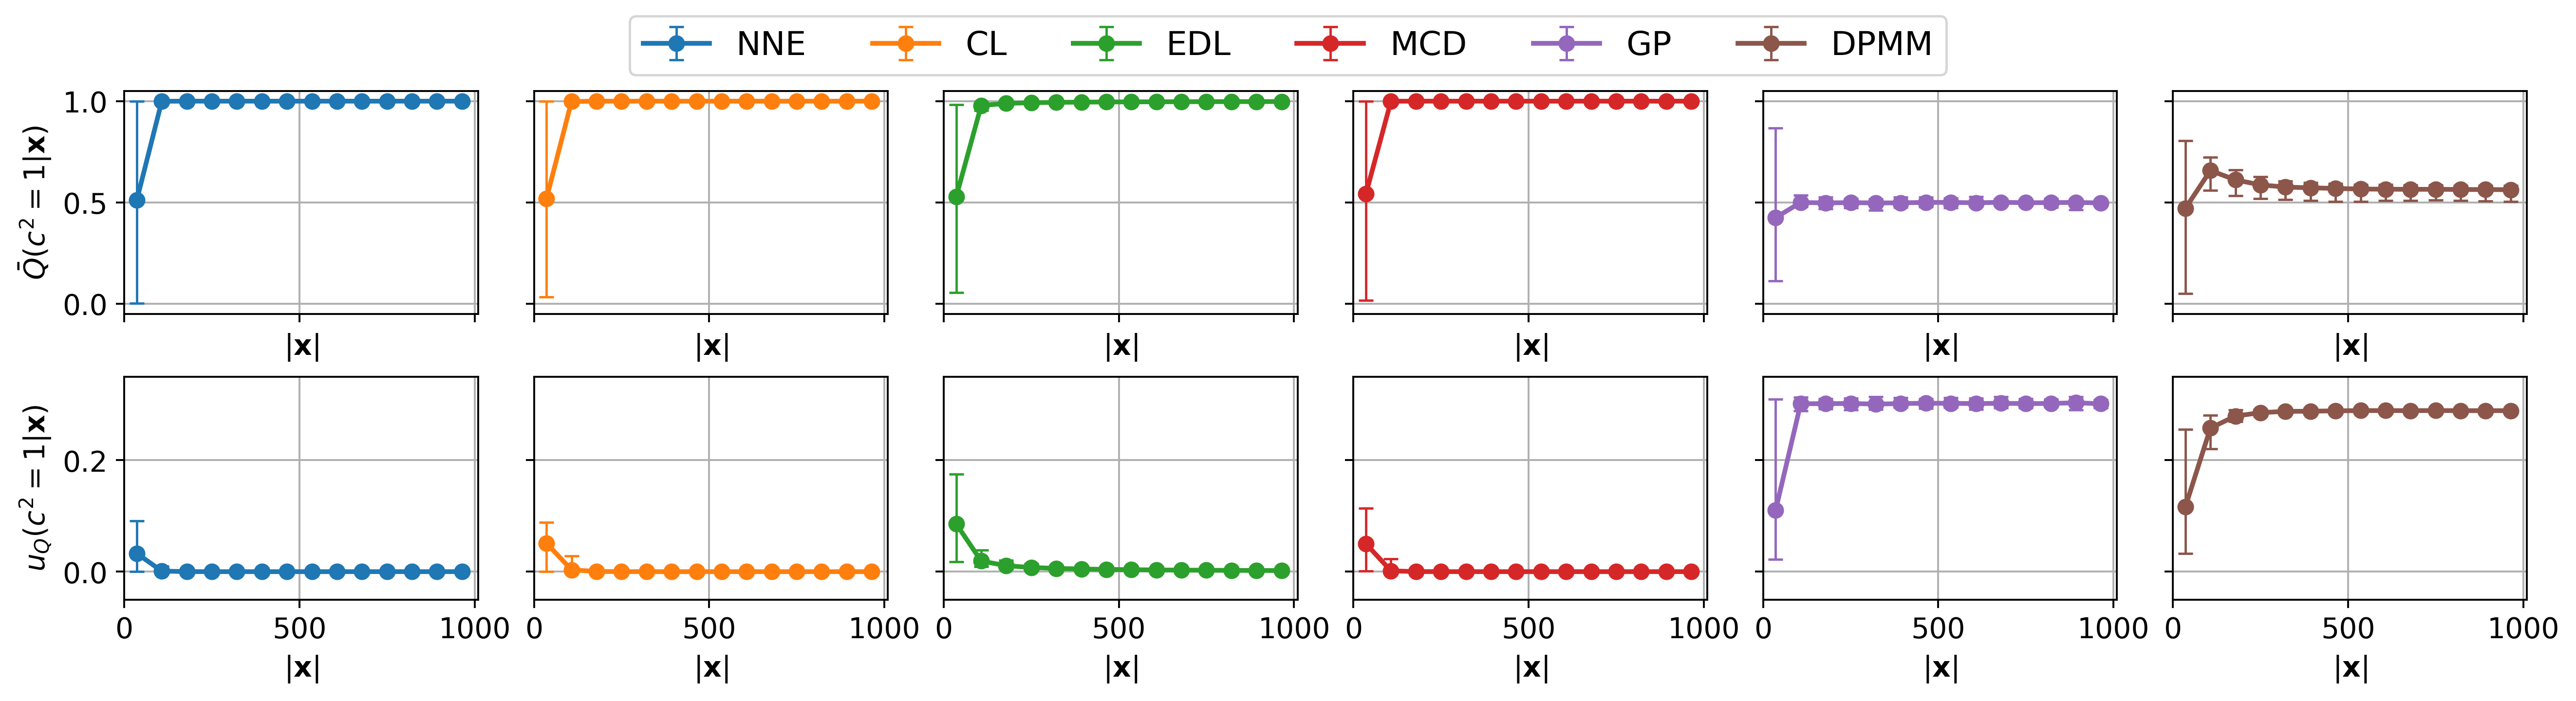 NNE CL EDL MCD GP DPMM
Q̄(c² = 1|x)
1.0
0.5
0.0
|x| |x| |x| |x| |x| |x|
u_Q(c² = 1|x)
0.2
0.0
0 500 1000 0 500 1000 0 500 1000 0 500 1000 0 500 1000 0 500 1000
|x| |x| |x| |x| |x| |x|